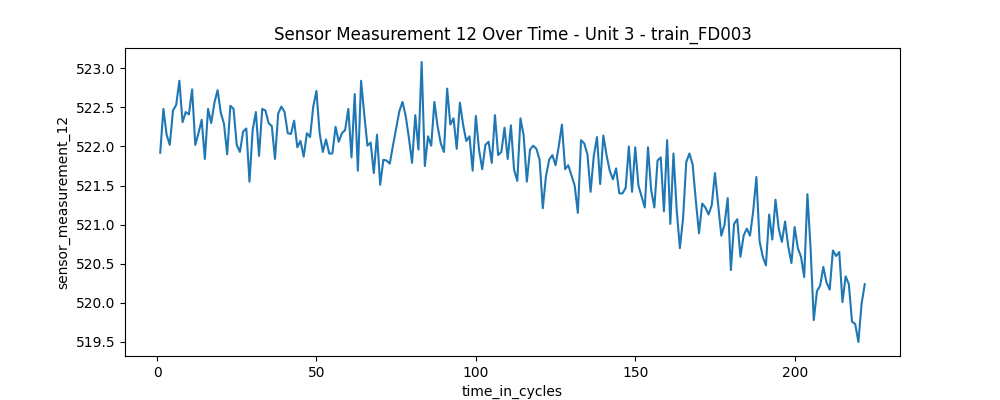 Sensor Measurement 12 Over Time - Unit 3 - train_FD003
523.0
522.5
522.0
521.5
521.0
520.5
520.0
519.5
sensor_measurement_12
0 50 100 150 200
time_in_cycles